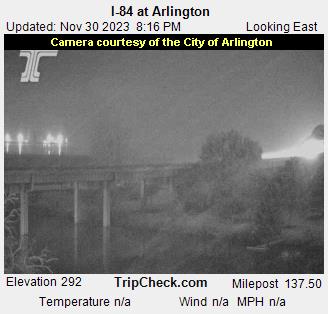 I-84 at Arlington
Updated: Nov 30 2023 8:16 PM Looking East
Camera courtesy of the City of Arlington
Elevation 292 TripCheck.com Milepost 137.50
Temperature n/a Wind n/a MPH n/a